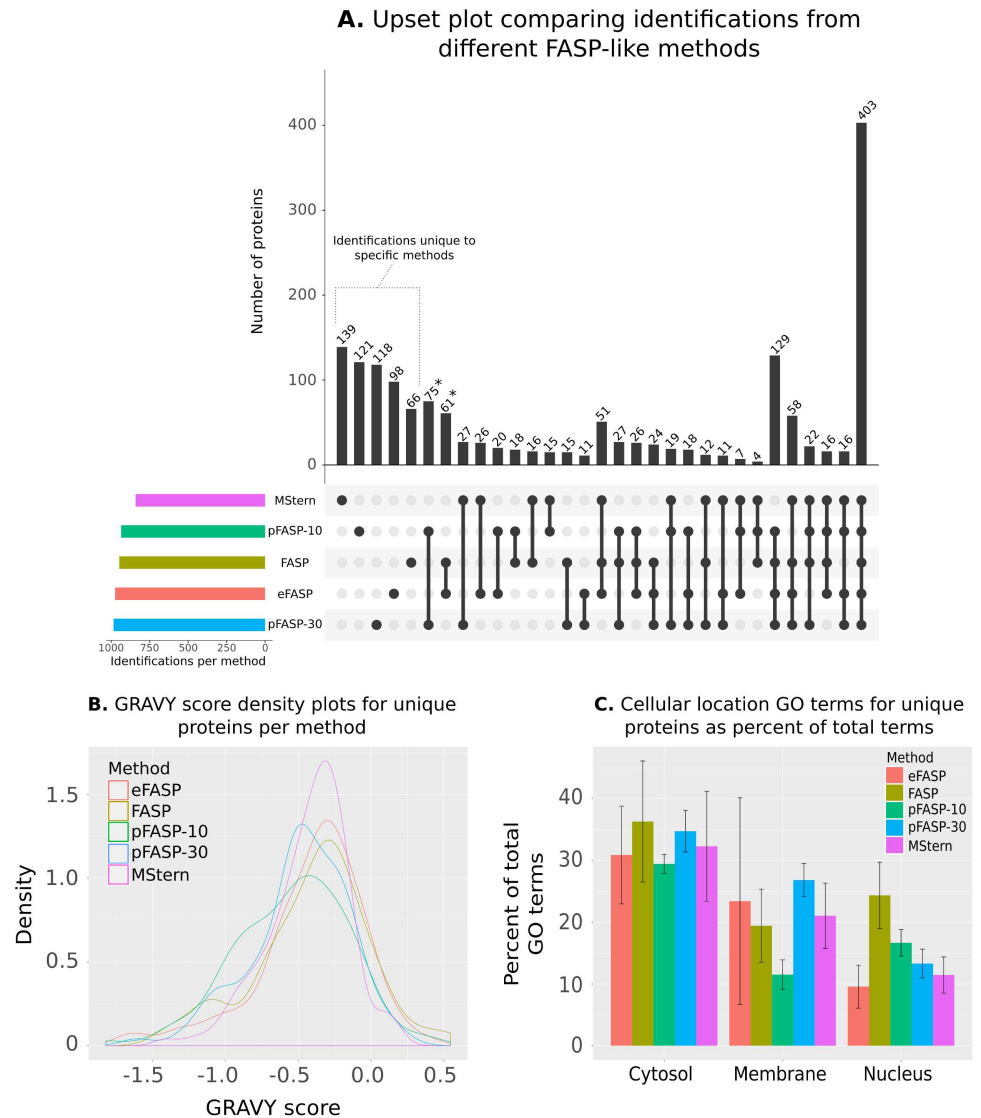 A. Upset plot comparing identifications from
different FASP-like methods
Number of proteins
400
300
200
100
0
Identifications unique to
specific methods
139
121
118
98
66
75*
61*
27
26
20
18
16
15
15
11
51
27
26
24
19
18
12
11
7
4
129
58
22
16
16
403
MStern
pFASP-10
FASP
eFASP
pFASP-30
1000 750 500 250 0
Identifications per method
B. GRAVY score density plots for unique
proteins per method
Method
eFASP
FASP
pFASP-10
pFASP-30
MStern
Density
1.5
1.0
0.5
0
-1.5 -1.0 -0.5 0.0 0.5
GRAVY score
C. Cellular location GO terms for unique
proteins as percent of total terms
Method
eFASP
FASP
pFASP-10
pFASP-30
MStern
Percent of total
GO terms
40
30
20
10
0
Cytosol Membrane Nucleus